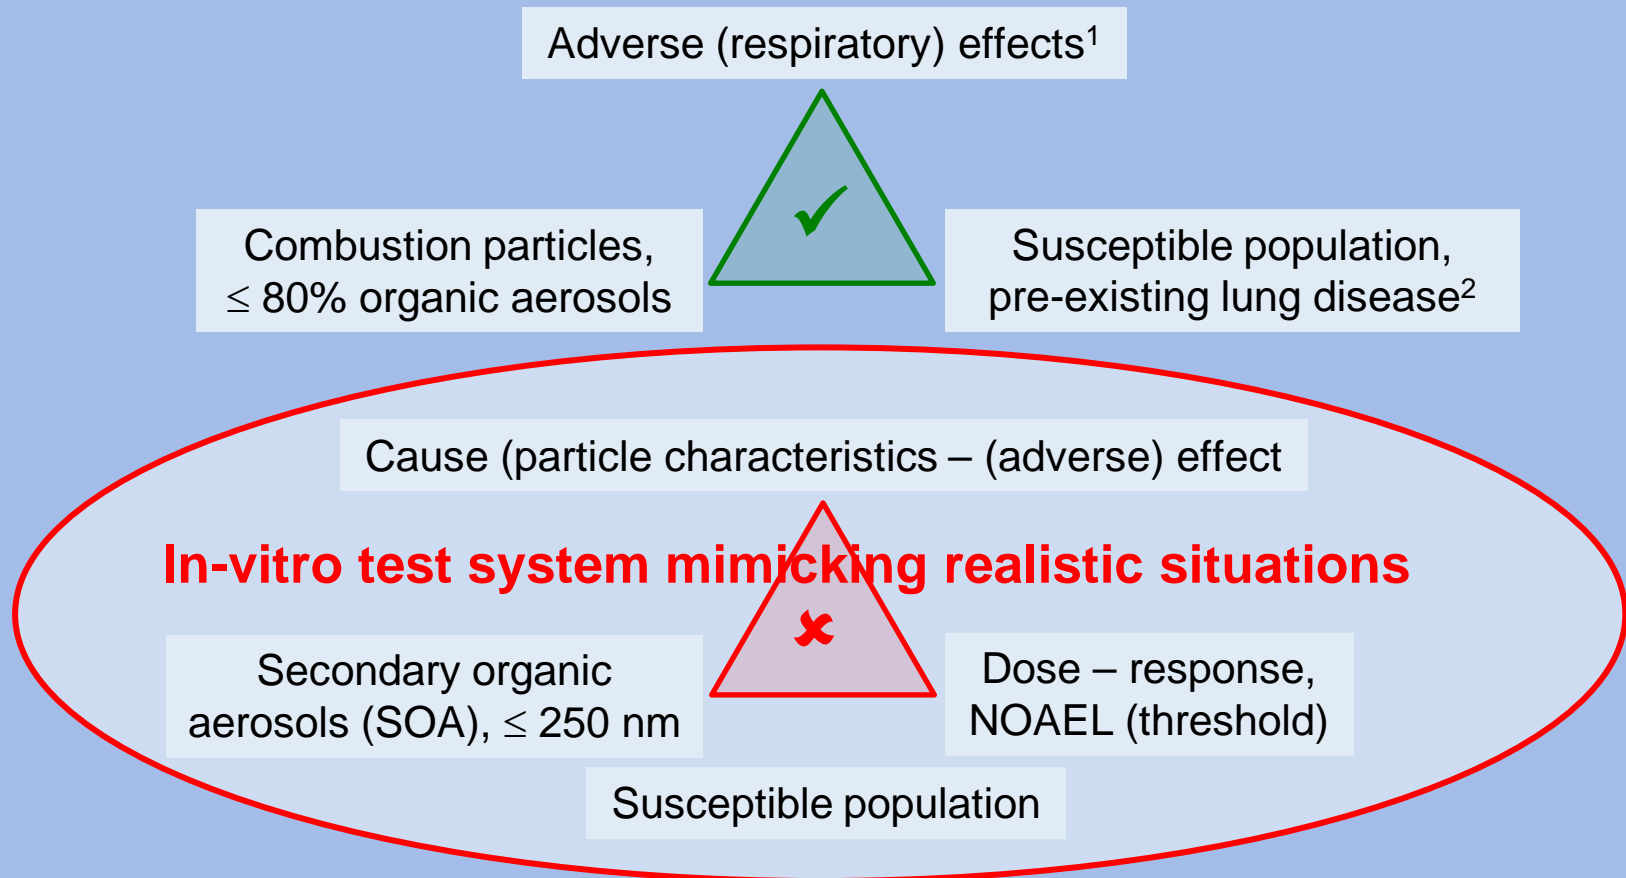 Adverse (respiratory) effects¹
Combustion particles,
≤ 80% organic aerosols
Susceptible population,
pre-existing lung disease²
Cause (particle characteristics – (adverse) effect
In-vitro test system mimicking realistic situations
Secondary organic
aerosols (SOA), ≤ 250 nm
Dose – response,
NOAEL (threshold)
Susceptible population